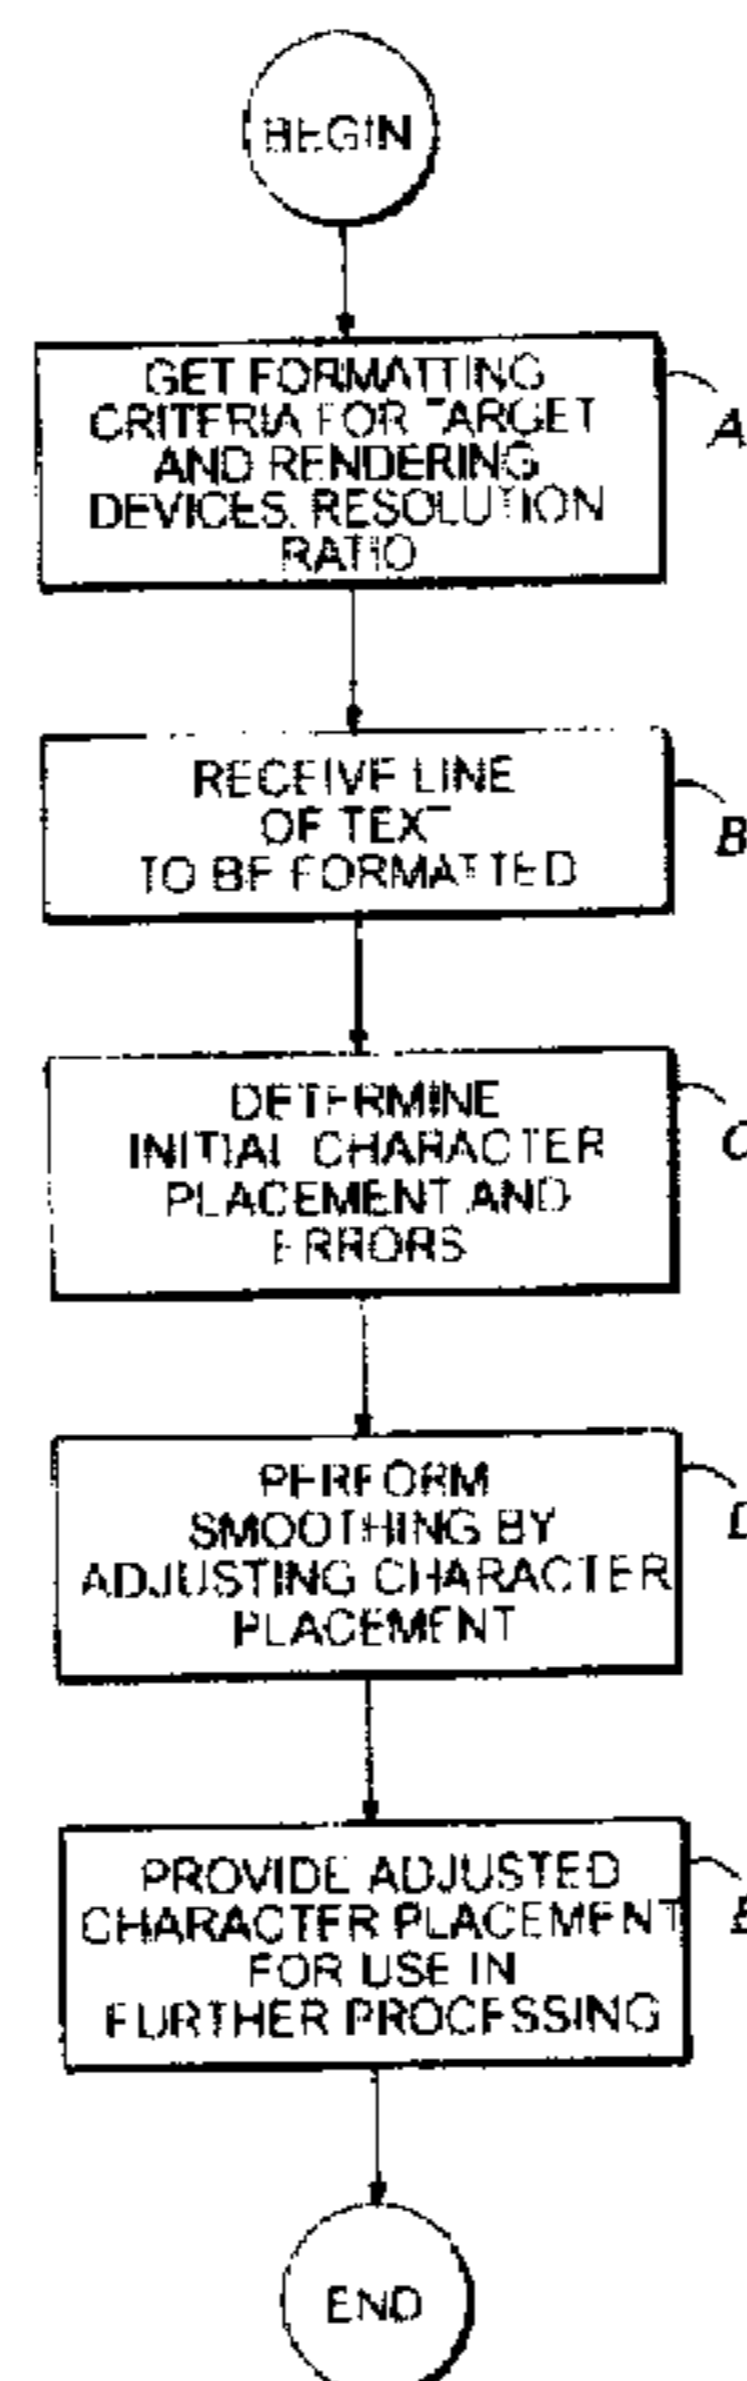 BEGIN
GET FORMATTING
CRITERIA FOR TARGET
AND RENDERING
DEVICES, RESOLUTION
RATIO
A
RECEIVE LINE
OF TEXT
TO BE FORMATTED
B
DETERMINE
INITIAL CHARACTER
PLACEMENT AND
ERRORS
C
PERFORM
SMOOTHING BY
ADJUSTING CHARACTER
PLACEMENT
D
PROVIDE ADJUSTED
CHARACTER PLACEMENT
FOR USE IN
FURTHER PROCESSING
E
END